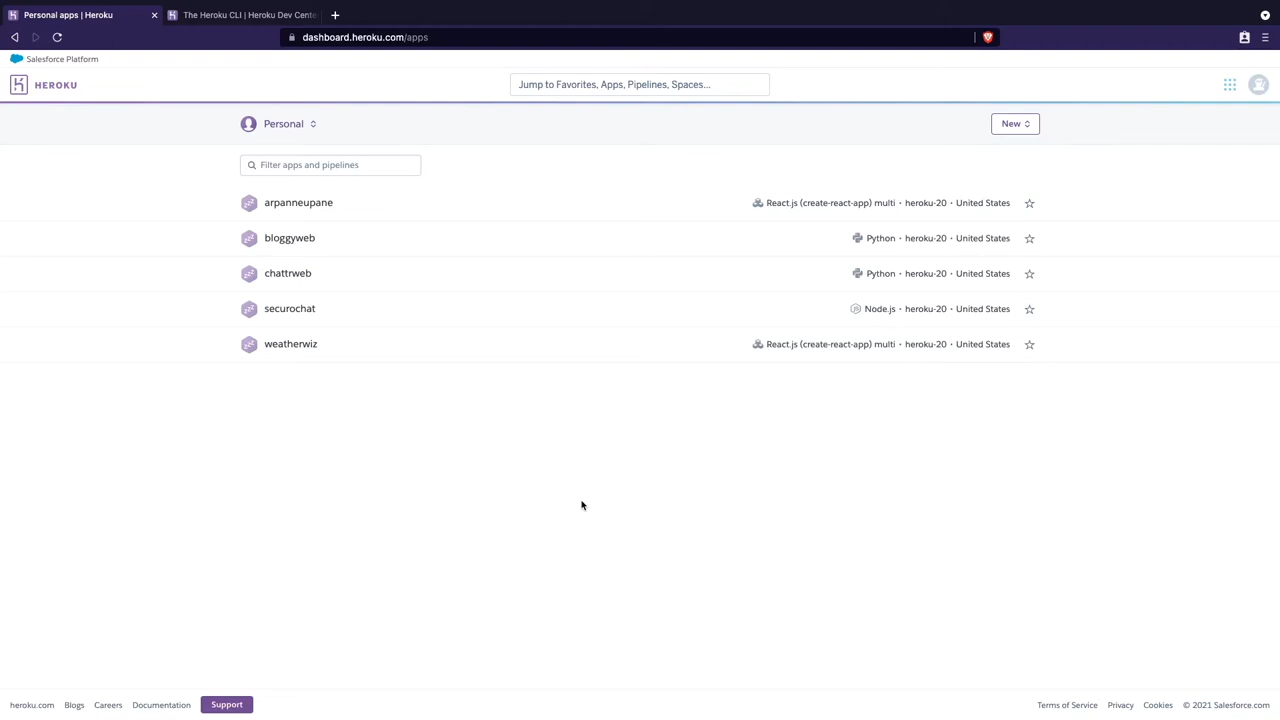 Personal apps | Heroku
The Heroku CLI | Heroku Dev Cente
dashboard.heroku.com/apps
Salesforce Platform
HEROKU
Jump to Favorites, Apps, Pipelines, Spaces...
Personal
New
Filter apps and pipelines
arpanneupane
React.js (create-react-app) multi • heroku-20 • United States
bloggyweb
Python • heroku-20 • United States
chattrweb
Python • heroku-20 • United States
securochat
Node.js • heroku-20 • United States
weatherwiz
React.js (create-react-app) multi • heroku-20 • United States
heroku.com Blogs Careers Documentation Support
Terms of Service Privacy Cookies © 2021 Salesforce.com